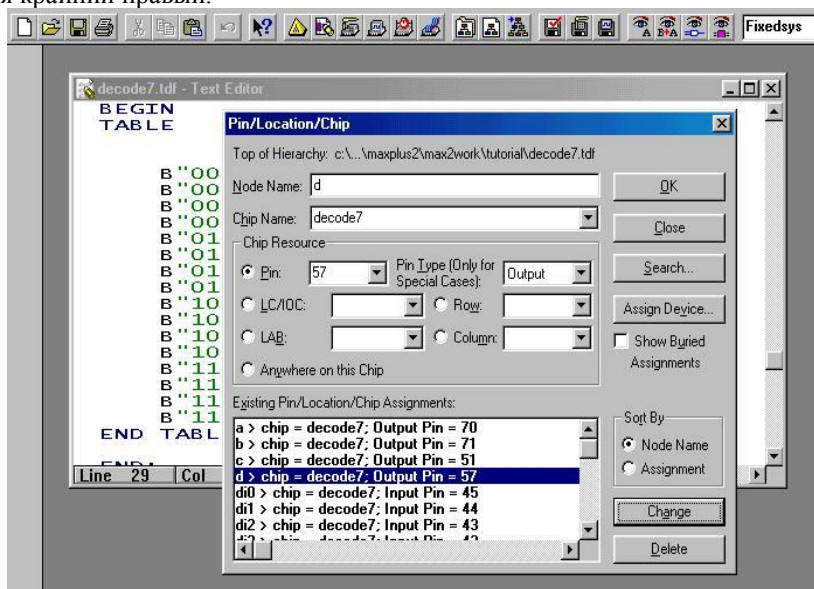 я крайний правый.
Fixedsys
decode7.tdf - Text Editor
BEGIN
TABLE
B"00
B"00
B"00
B"00
B"01
B"01
B"01
B"01
B"10
B"10
B"10
B"10
B"11
B"11
B"11
B"11
END TABL
Line 29 Col
Pin/Location/Chip
Top of Hierarchy: c:\...\maxplus2\max2work\tutorial\decode7.tdf
Node Name: d
Chip Name: decode7
Chip Resource
Pin: 57 Pin Type (Only for Special Cases): Output
LC/IOC: Row:
LAB: Column:
Anywhere on this Chip
Existing Pin/Location/Chip Assignments:
a > chip = decode7; Output Pin = 70
b > chip = decode7; Output Pin = 71
c > chip = decode7; Output Pin = 51
d > chip = decode7; Output Pin = 57
di0 > chip = decode7; Input Pin = 45
di1 > chip = decode7; Input Pin = 44
di2 > chip = decode7; Input Pin = 43
OK
Close
Search...
Assign Device...
Show Buried
Assignments
Sort By
Node Name
Assignment
Change
Delete